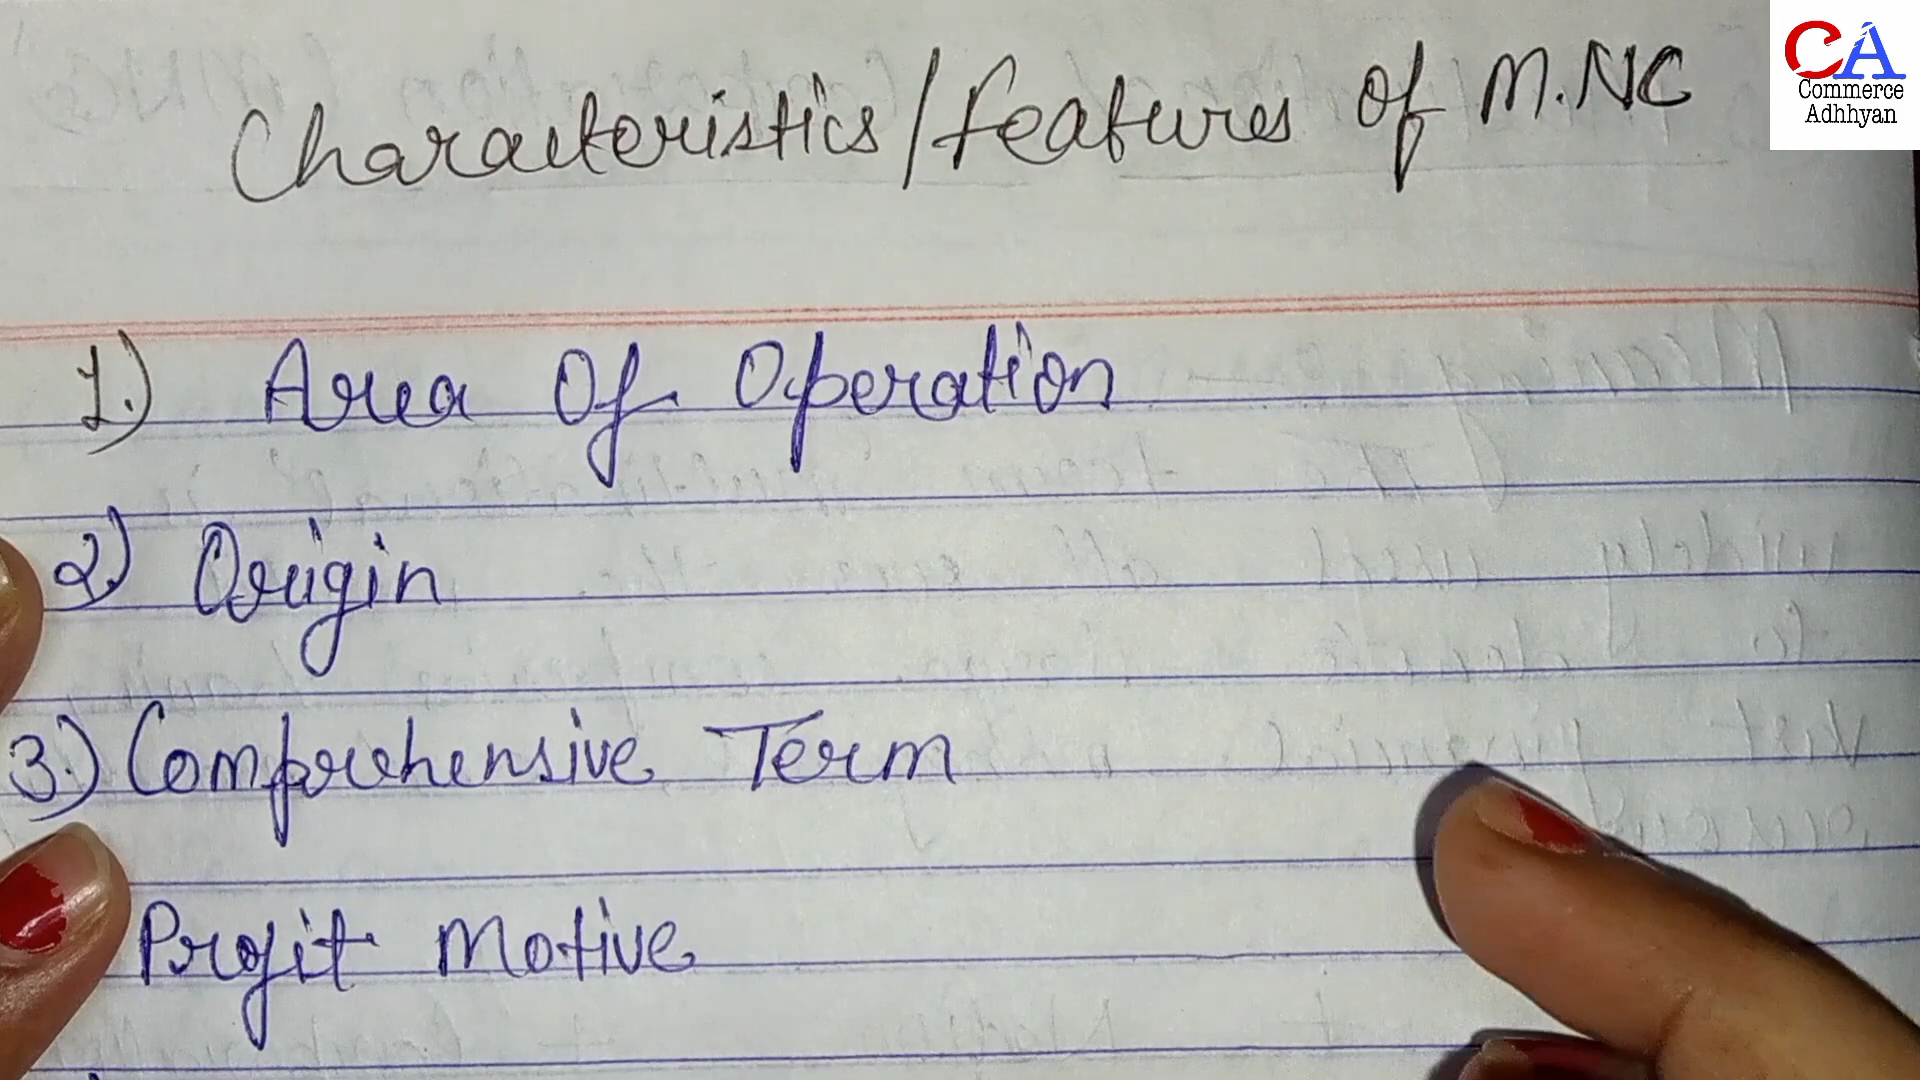 Characteristics/Features Of M.NC
CA
Commerce
Adhhyan
1.) Area Of Operation
2) Origin
3.) Comprehensive Term
Profit Motive